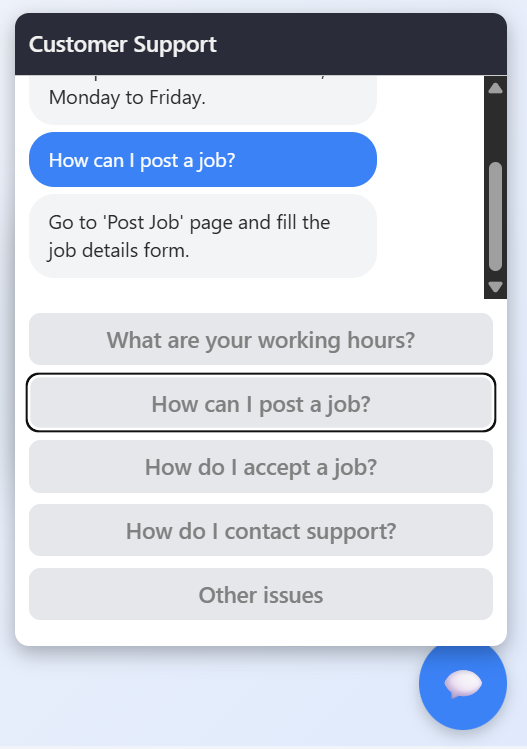 Customer Support
Monday to Friday.
How can I post a job?
Go to 'Post Job' page and fill the
job details form.
What are your working hours?
How can I post a job?
How do I accept a job?
How do I contact support?
Other issues